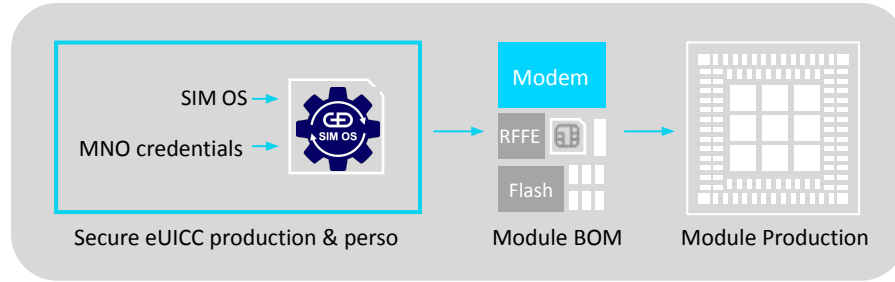 SIM OS
MNO credentials
SIM OS
Secure eUICC production & perso
Modem
RFFE
Flash
Module BOM
Module Production